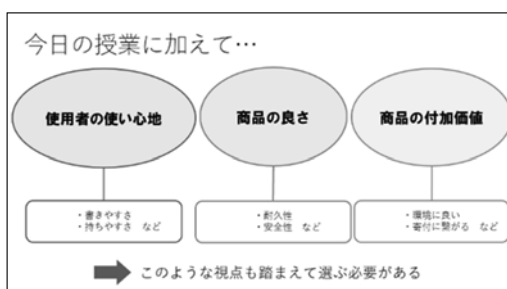 今日の授業に加えて…
使用者の使い心地
商品の良さ
商品の付加価値
・書きやすさ
・持ちやすさ など
・耐久性
・安全性 など
・環境に良い
・寄付に繋がる など
このような視点も踏まえて選ぶ必要がある